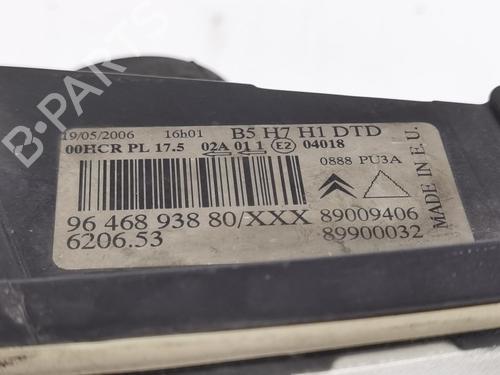 19/05/2006 16h01 B5 H7 H1 DTD
00HCR PL 17.5 02A 01 1 E2 04018
0888 PU3A
96 468 938 80/XXX 89009406
6206.53 89900032
MADE IN E.U.
B-PARTS